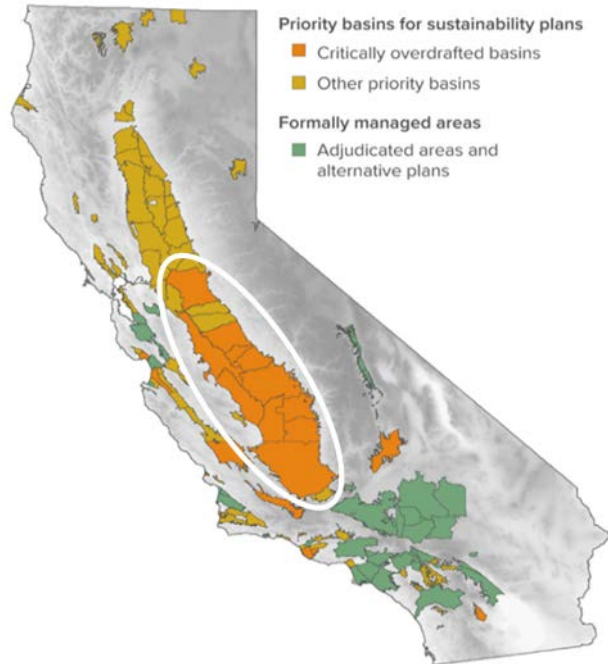 Priority basins for sustainability plans
Critically overdrafted basins
Other priority basins
Formally managed areas
Adjudicated areas and
alternative plans